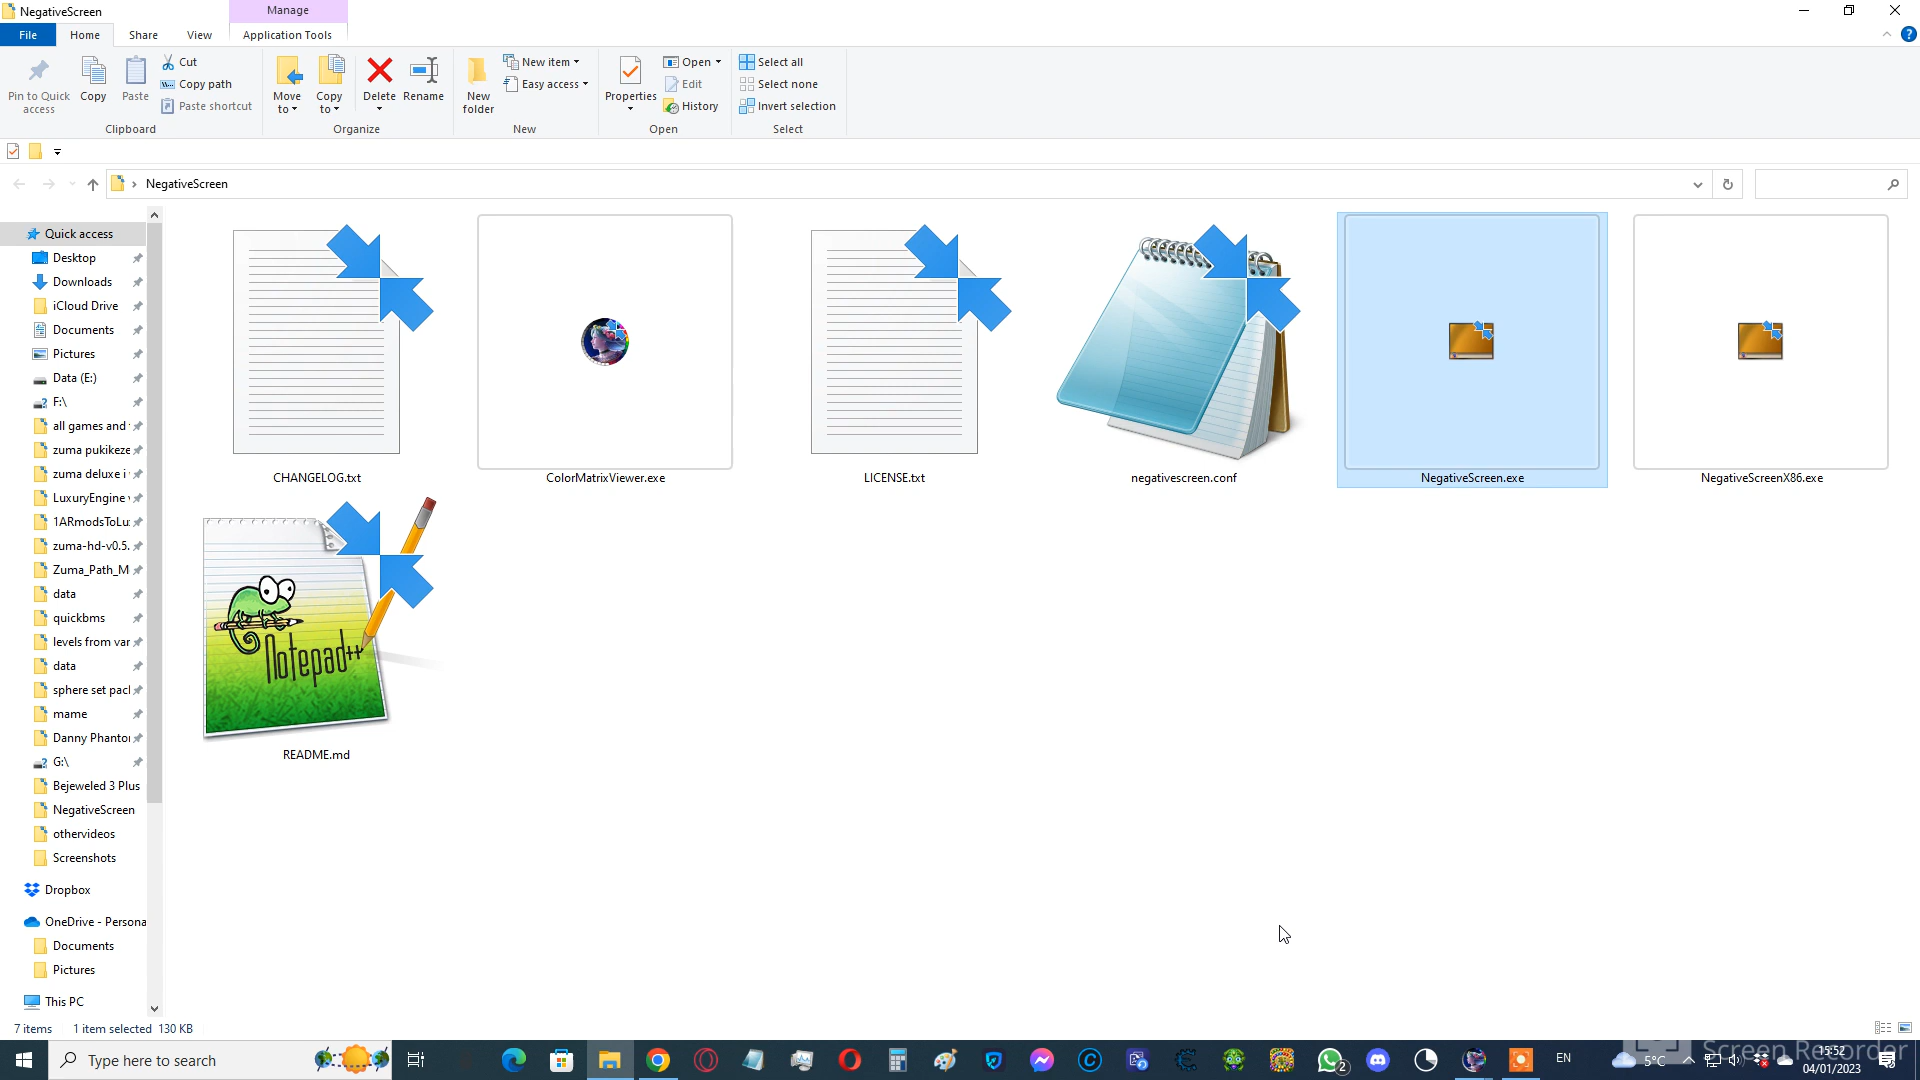 NegativeScreen
Manage
File
Home
Share
View
Application Tools
Pin to Quick
access
Copy
Paste
Cut
Copy path
Paste shortcut
Clipboard
Move
to
Copy
to
Delete
Rename
Organize
New
folder
New item
Easy access
New
Properties
Open
Edit
History
Open
Select all
Select none
Invert selection
Select
NegativeScreen
Quick access
Desktop
Downloads
iCloud Drive
Documents
Pictures
Data (E:)
F:\
all games and
zuma pukikeze
zuma deluxe i
LuxuryEngine
1ARmodsToLu
zuma-hd-v0.5.
Zuma_Path_M
data
quickbms
levels from var
data
sphere set pacl
mame
Danny Phanto
G:\
Bejeweled 3 Plus
NegativeScreen
othervideos
Screenshots
Dropbox
OneDrive - Persona
Documents
Pictures
This PC
CHANGELOG.txt
ColorMatrixViewer.exe
LICENSE.txt
negativescreen.conf
NegativeScreen.exe
NegativeScreenX86.exe
Notepad++
README.md
7 items
1 item selected 130 KB
Type here to search
2
EN
5°C
Screen Recorder
15:52
04/01/2023